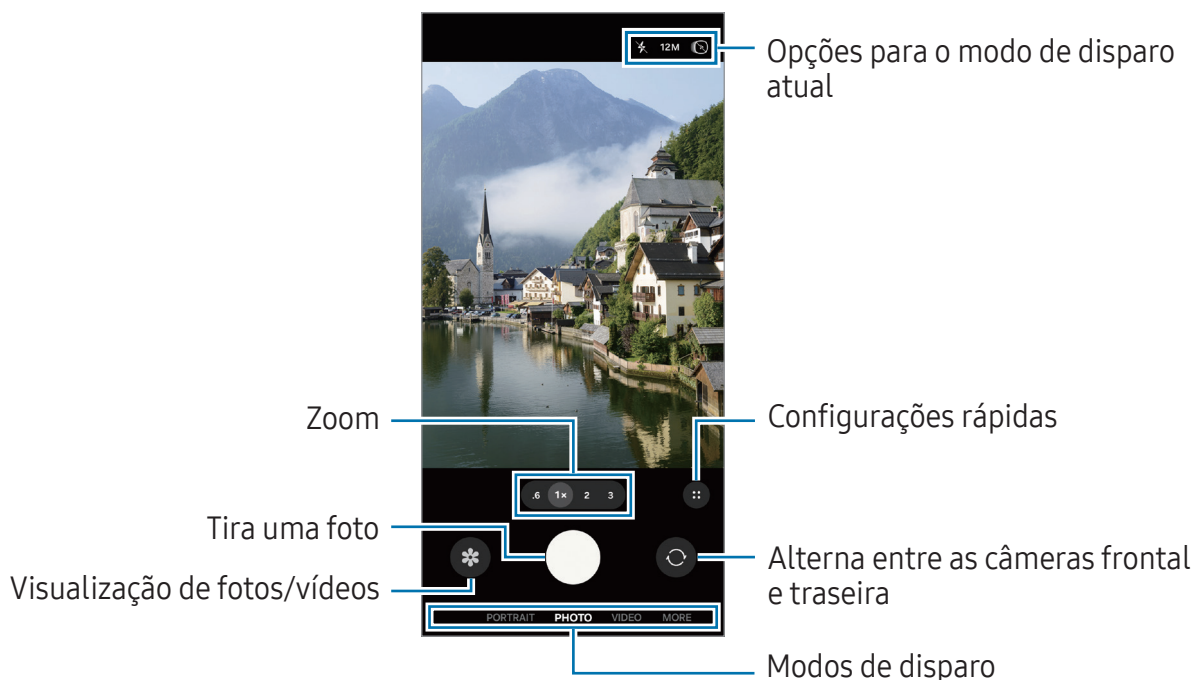 12M
Opções para o modo de disparo
atual
Zoom
Configurações rápidas
.6 1× 2 3
Tira uma foto
Alterna entre as câmeras frontal
e traseira
Visualização de fotos/vídeos
PORTRAIT PHOTO VIDEO MORE
Modos de disparo